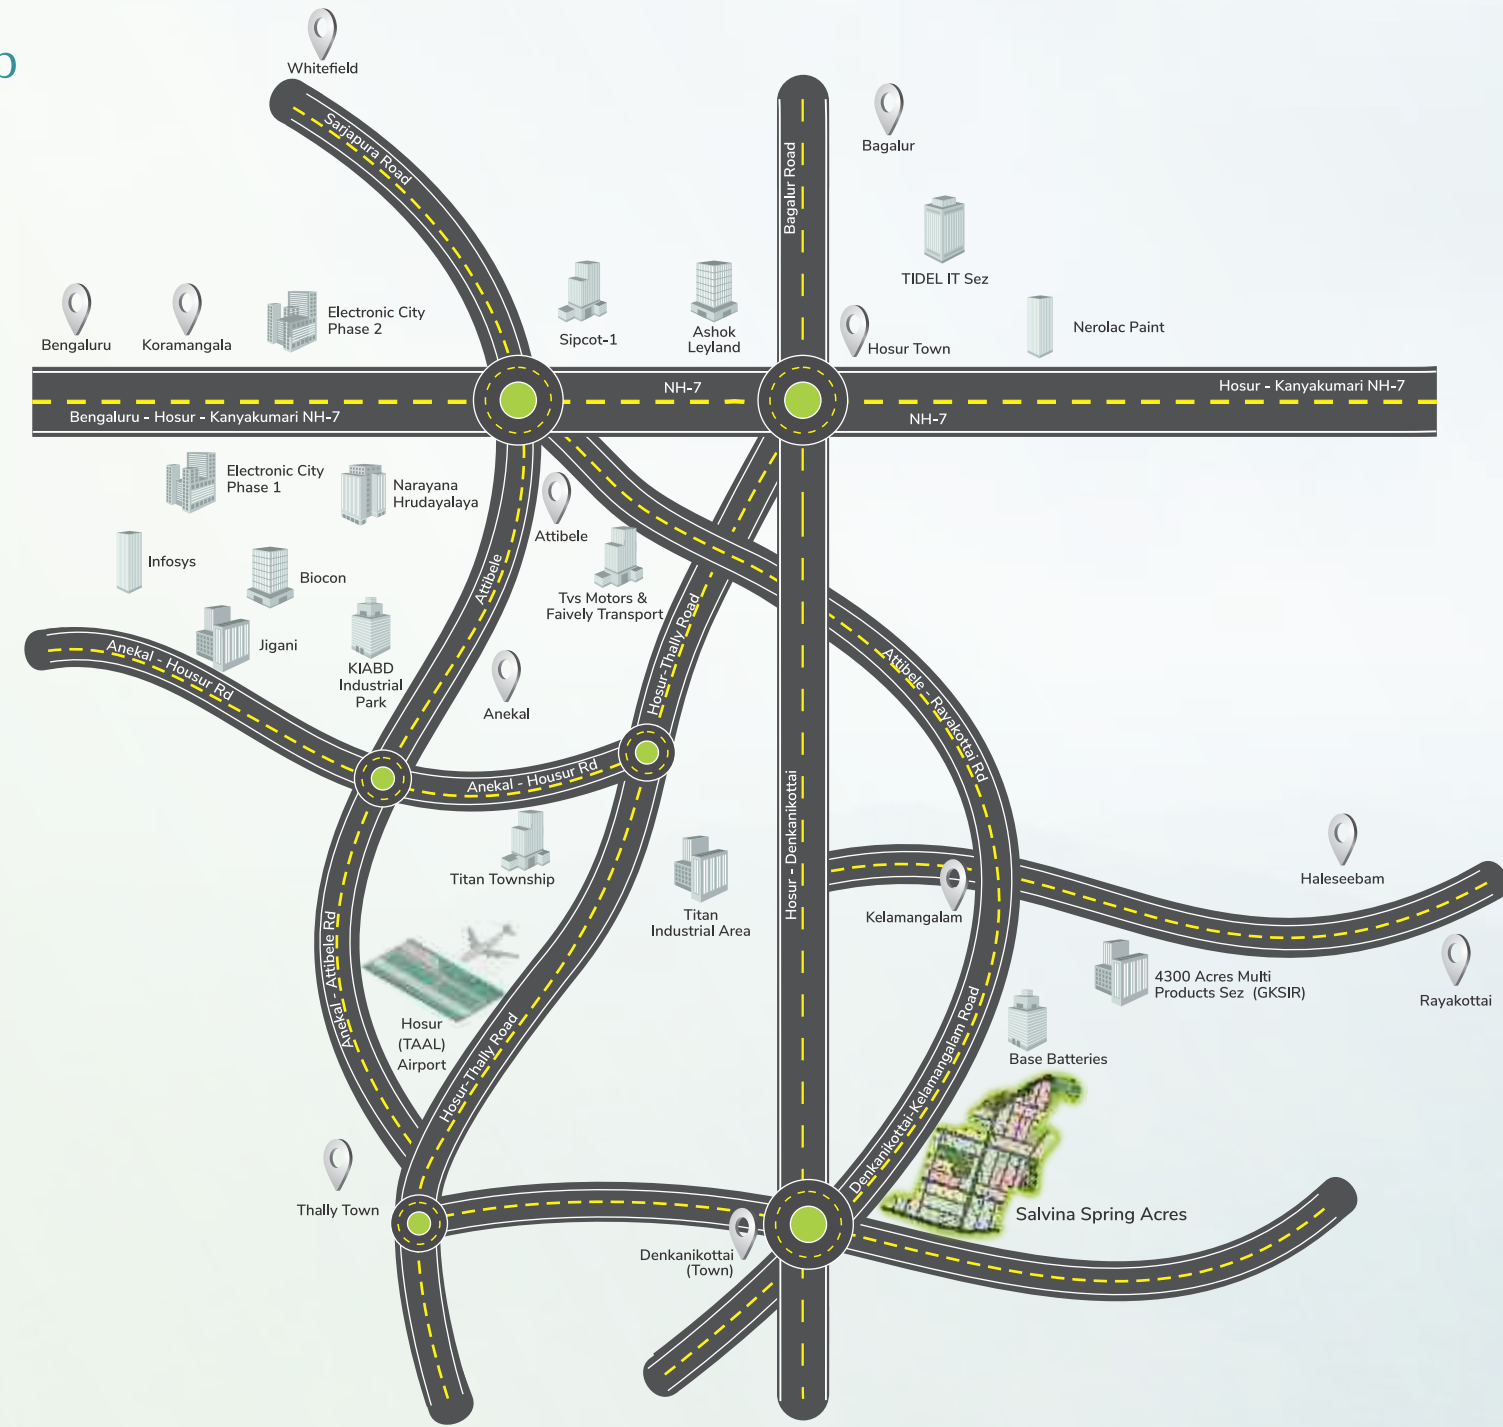 p
Whitefield
Sarjapura Road
Bagalur Road
Bagalur
TIDEL IT Sez
Bengaluru
Koramangala
Electronic City
Phase 2
Sipcot-1
Ashok
Leyland
Hosur Town
Nerolac Paint
NH-7
Hosur - Kanyakumari NH-7
Bengaluru - Hosur - Kanyakumari NH-7
NH-7
Electronic City
Phase 1
Narayana
Hrudayalaya
Attibele
Infosys
Biocon
Attibele
Tvs Motors &
Faively Transport
Jigani
KIABD
Industrial
Park
Anekal - Housur Rd
Anekal
Hosur-Thally Road
Attibele - Rayakottai Rd
Anekal - Housur Rd
Hosur - Denkanikottai
Titan Township
Titan
Industrial Area
Kelamangalam
Haleseebam
Anekal - Attibele Rd
4300 Acres Multi
Products Sez (GKSIR)
Rayakottai
Hosur
(TAAL)
Airport
Hosur-Thally Road
Base Batteries
Denkanikottai-Kelamangalam Road
Thally Town
Salvina Spring Acres
Denkanikottai
(Town)